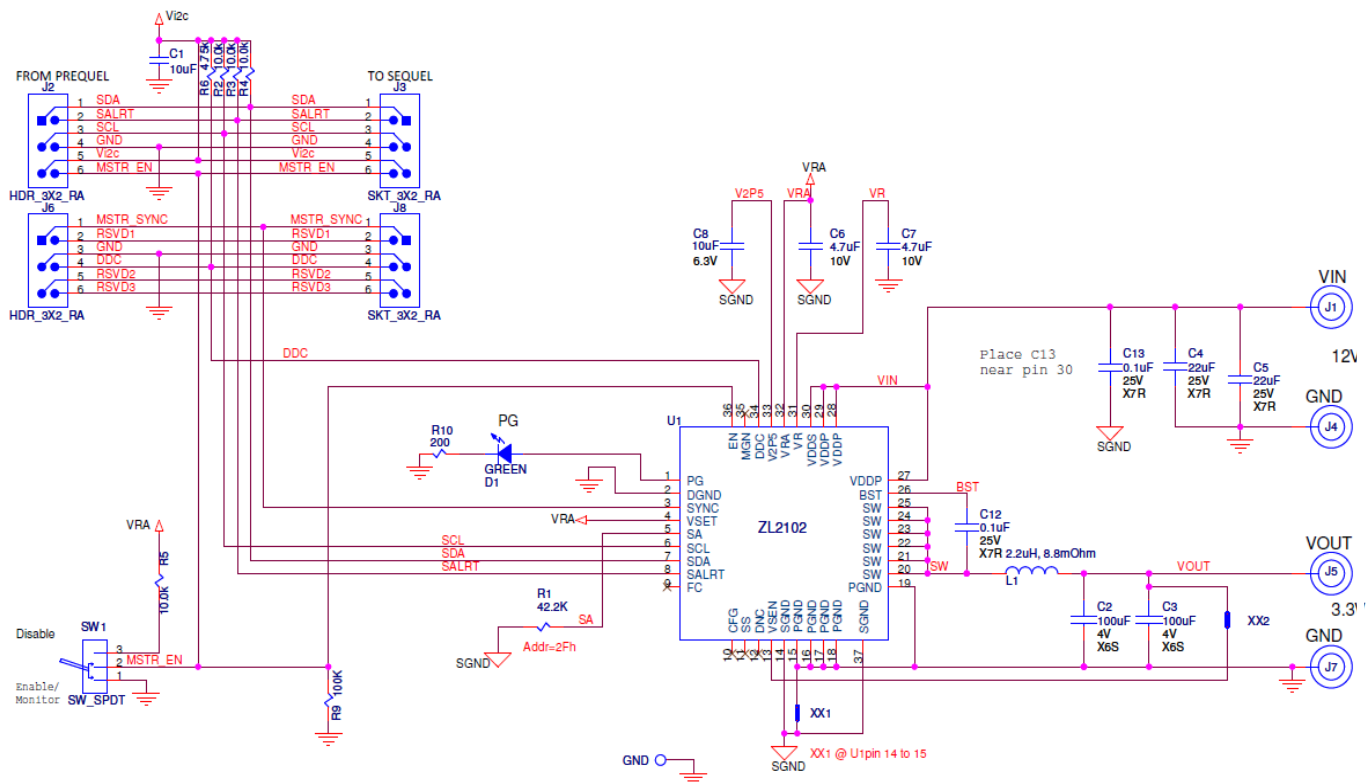 Vi2c
C1
10uF
R6 4.75k
R2 10.0k
R3 10.0k
R4 10.0k
FROM PREQUEL
TO SEQUEL
J2
J3
1 SDA SDA 1
2 SALRT SALRT 2
3 SCL SCL 3
4 GND GND 4
5 Vi2c Vi2c 5
6 MSTR_EN MSTR_EN 6
HDR_3X2_RA
SKT_3X2_RA
J6
J8
1 MSTR_SYNC MSTR_SYNC 1
2 RSVD1 RSVD1 2
3 GND GND 3
4 DDC DDC 4
5 RSVD2 RSVD2 5
6 RSVD3 RSVD3 6
HDR_3X2_RA
SKT_3X2_RA
VRA
V2P5
VRA
VR
C8
10uF
6.3V
SGND
C6
4.7uF
10V
SGND
C7
4.7uF
10V
VIN
J1
12V
GND
J4
Place C13
near pin 30
C13
0.1uF
25V
X7R
SGND
C4
22uF
25V
X7R
C5
22uF
25V
X7R
DDC
VIN
36 35 34 33 32 31 30 29 28
U1
EN MGN DDC V2P5 VRA VR VDDS VDDP VDDP
R10
200
PG
GREEN
D1
1 PG
2 DGND
3 SYNC
4 VSET
5 SA
6 SCL
7 SDA
8 SALRT
9 FC
ZL2102
VDDP 27
BST 26
SW 25
SW 24
SW 23
SW 22
SW 21
SW 20
PGND 19
CFG SS DNC VSEN SGND PGND PGND PGND PGND SGND
10 11 12 13 14 15 16 17 18 37
VRA
SCL
SDA
SALRT
BST
C12
0.1uF
25V
X7R
SW
2.2uH, 8.8mOhm
L1
VOUT
VOUT
J5
3.3V
C2
100uF
4V
X6S
C3
100uF
4V
X6S
XX2
GND
J7
R1
42.2K
SA
Addr=2Fh
SGND
VRA
R5
10.0k
Disable
SW1
3
2 MSTR_EN
1
Enable/
Monitor
SW_SPDT
R9 100K
XX1
SGND
XX1 @ U1pin 14 to 15
GND